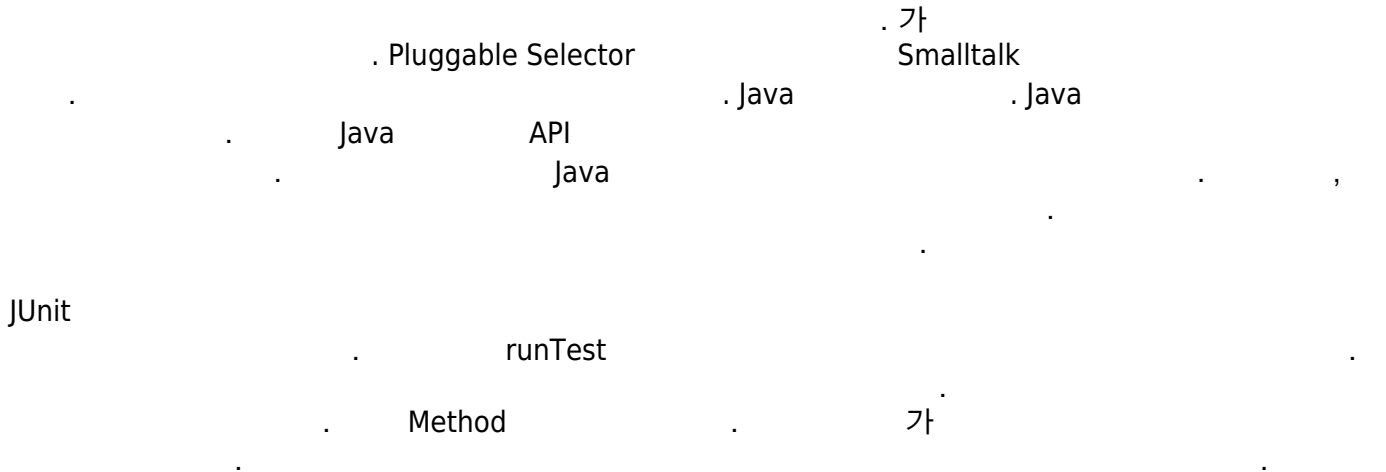 . 가
. Pluggable Selector Smalltalk
. . Java . Java
. Java API
. Java . ,
.
.
JUnit
. runTest .
.
. Method . 가
. .